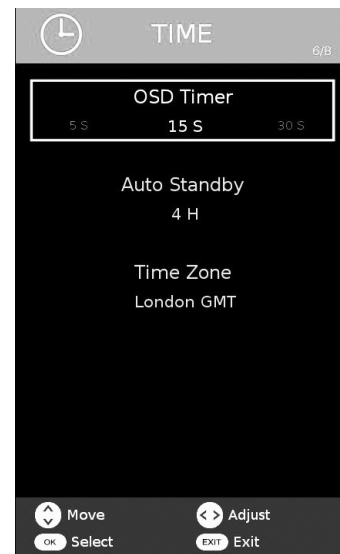 TIME
6/8
OSD Timer
5 S 15 S 30 S
Auto Standby
4 H
Time Zone
London GMT
Move Adjust
OK Select EXIT Exit